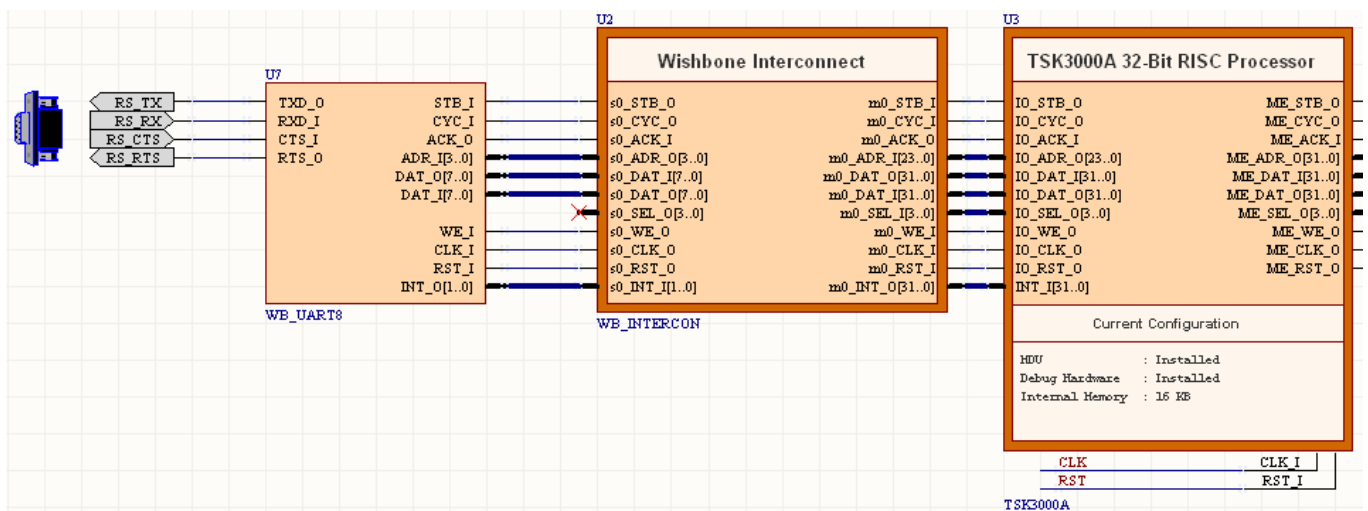 U2
U3
Wishbone Interconnect
TSK3000A 32-Bit RISC Processor
U7
RS_TX TXD_O STB_I s0_STB_O m0_STB_I IO_STB_O ME_STB_O
RS_RX RXD_I CYC_I s0_CYC_O m0_CYC_I IO_CYC_O ME_CYC_O
RS_CTS CTS_I ACK_O s0_ACK_I m0_ACK_O IO_ACK_I ME_ACK_I
RS_RTS RTS_O ADR_I[3..0] s0_ADR_O[3..0] m0_ADR_I[23..0] IO_ADR_O[23..0] ME_ADR_O[31..0]
DAT_O[7..0] s0_DAT_I[7..0] m0_DAT_O[31..0] IO_DAT_I[31..0] ME_DAT_I[31..0]
DAT_I[7..0] s0_DAT_O[7..0] m0_DAT_I[31..0] IO_DAT_O[31..0] ME_DAT_O[31..0]
s0_SEL_O[3..0] m0_SEL_I[3..0] IO_SEL_O[3..0] ME_SEL_O[3..0]
WE_I s0_WE_O m0_WE_I IO_WE_O ME_WE_O
CLK_I s0_CLK_O m0_CLK_I IO_CLK_O ME_CLK_O
RST_I s0_RST_O m0_RST_I IO_RST_O ME_RST_O
INT_O[1..0] s0_INT_I[1..0] m0_INT_O[31..0] INT_I[31..0]
WB_UART8
WB_INTERCON
Current Configuration
MDU : Installed
Debug Hardware : Installed
Internal Memory : 16 KB
CLK CLK_I
RST RST_I
TSK3000A